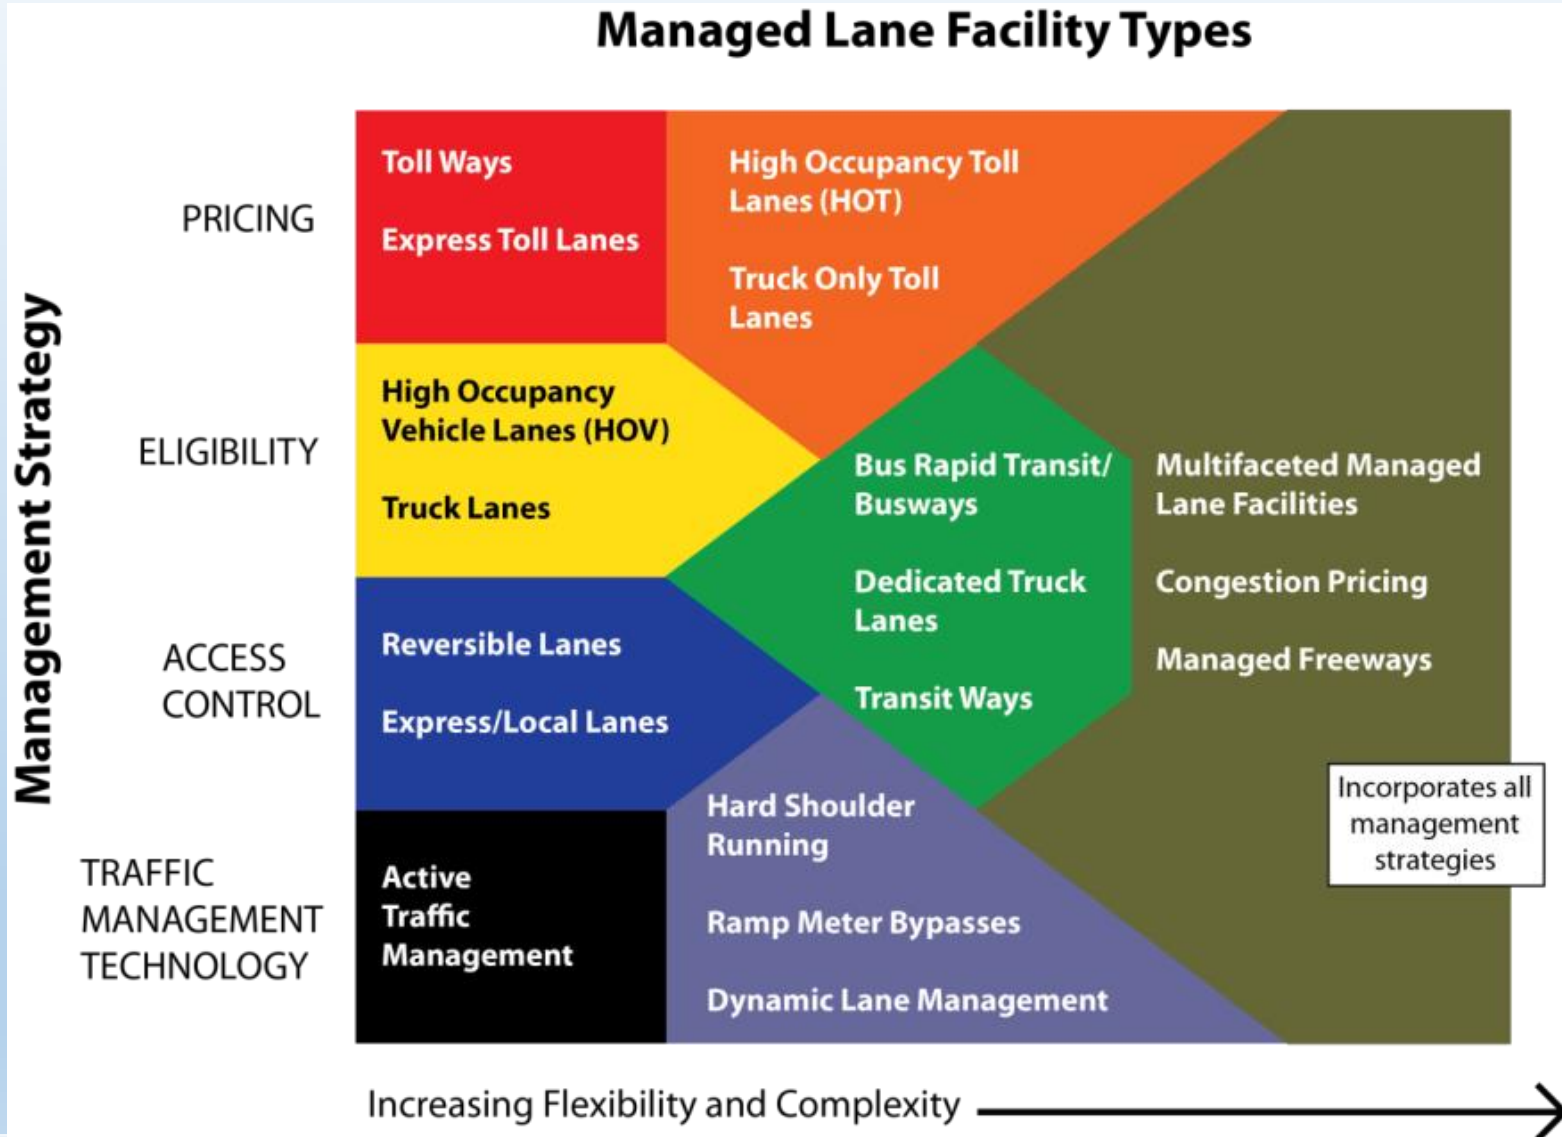 Managed Lane Facility Types
Management Strategy
PRICING
Toll Ways
Express Toll Lanes
High Occupancy Toll
Lanes (HOT)
Truck Only Toll
Lanes
ELIGIBILITY
High Occupancy
Vehicle Lanes (HOV)
Truck Lanes
Bus Rapid Transit/
Busways
Dedicated Truck
Lanes
Transit Ways
Multifaceted Managed
Lane Facilities
Congestion Pricing
Managed Freeways
ACCESS
CONTROL
Reversible Lanes
Express/Local Lanes
Incorporates all
management
strategies
TRAFFIC
MANAGEMENT
TECHNOLOGY
Active
Traffic
Management
Hard Shoulder
Running
Ramp Meter Bypasses
Dynamic Lane Management
Increasing Flexibility and Complexity